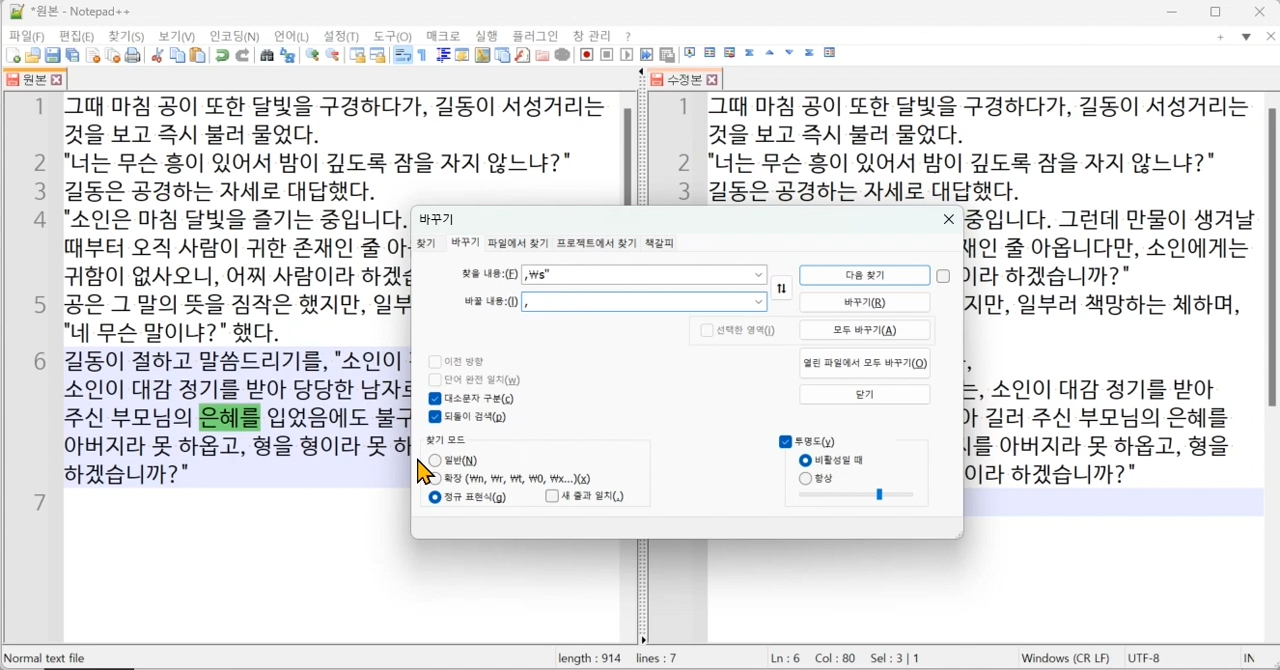 *원본 - Notepad++
파일(F) 편집(E) 찾기(S) 보기(V) 인코딩(N) 언어(L) 설정(T) 도구(O) 매크로 실행 플러그인 창 관리 ?
원본
1 그때 마침 공이 또한 달빛을 구경하다가, 길동이 서성거리는
것을 보고 즉시 불러 물었다.
2 "너는 무슨 흥이 있어서 밤이 깊도록 잠을 자지 않느냐?"
3 길동은 공경하는 자세로 대답했다.
4 "소인은 마침 달빛을 즐기는 중입니다.
때부터 오직 사람이 귀한 존재인 줄 아
귀함이 없사오니, 어찌 사람이라 하겠
5 공은 그 말의 뜻을 짐작은 했지만, 일부
"네 무슨 말이냐?" 했다.
6 길동이 절하고 말씀드리기를, "소인이
소인이 대감 정기를 받아 당당한 남자
주신 부모님의 은혜를 입었음에도 불구
아버지라 못 하옵고, 형을 형이라 못 하
하겠습니까?"
7
수정본
1 그때 마침 공이 또한 달빛을 구경하다가, 길동이 서성거리는
것을 보고 즉시 불러 물었다.
2 "너는 무슨 흥이 있어서 밤이 깊도록 잠을 자지 않느냐?"
3 길동은 공경하는 자세로 대답했다.
중입니다. 그런데 만물이 생겨날
재인 줄 아옵니다만, 소인에게는
이라 하겠습니까?"
지만, 일부러 책망하는 체하며,
,
는, 소인이 대감 정기를 받아
아 길러 주신 부모님의 은혜를
를 아버지라 못 하옵고, 형을
이라 하겠습니까?"
바꾸기
찾기 바꾸기 파일에서 찾기 프로젝트에서 찾기 책갈피
찾을 내용:(F) ,₩s"
바꿀 내용:(I) ,
다음 찾기
바꾸기(R)
선택한 영역(I)
모두 바꾸기(A)
열린 파일에서 모두 바꾸기(O)
닫기
이전 방향
단어 완전 일치(w)
대소문자 구분(c)
되돌이 검색(p)
찾기 모드
일반(N)
확장 (₩n, ₩r, ₩t, ₩0, ₩x...)(x)
정규 표현식(g) 새 줄과 일치(.)
투명도(y)
비활성일 때
항상
Normal text file length : 914 lines : 7 Ln : 6 Col : 80 Sel : 3 | 1 Windows (CR LF) UTF-8 IN